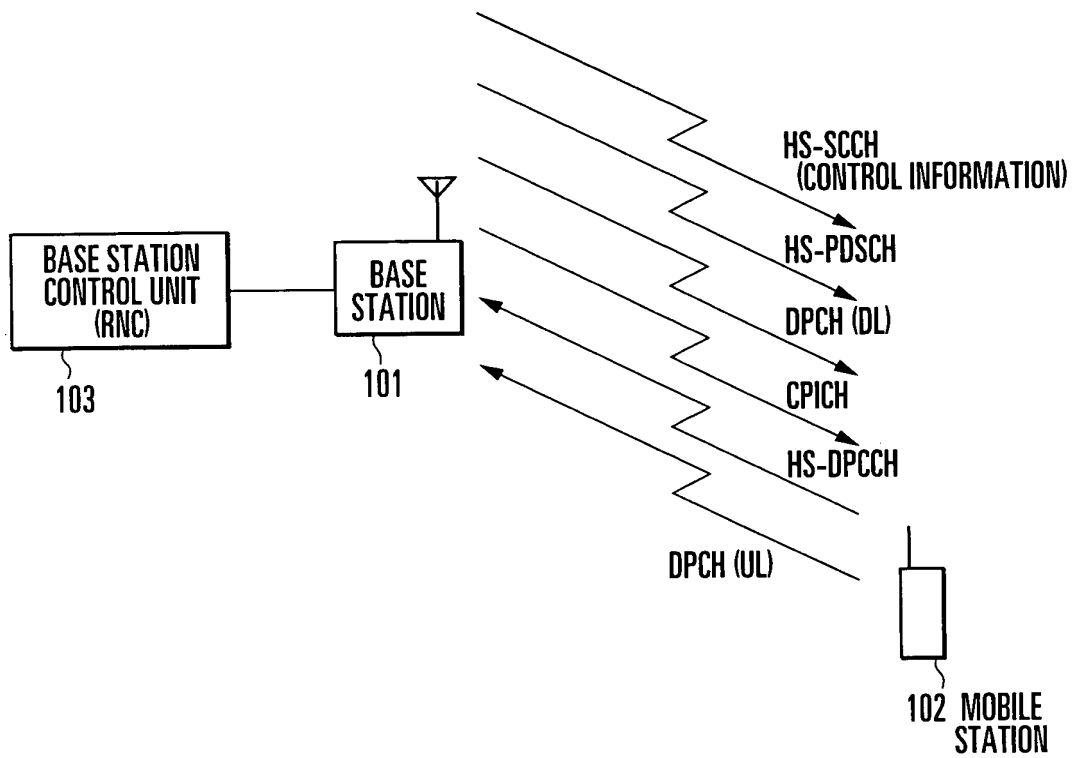 HS-SCCH
(CONTROL INFORMATION)
HS-PDSCH
BASE STATION
CONTROL UNIT
(RNC)
BASE
STATION
DPCH (DL)
103
101
CPICH
HS-DPCCH
DPCH (UL)
102 MOBILE
STATION